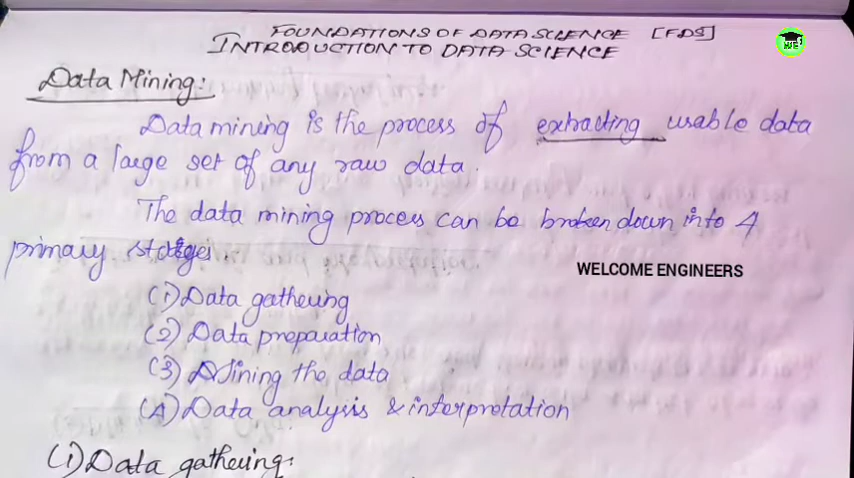 FOUNDATIONS OF DATA SCIENCE [FDS]
INTRODUCTION TO DATA SCIENCE
WE
Data Mining:
Data mining is the process of extracting usable data
from a large set of any raw data.
The data mining process can be broken down into 4
primary stages.
WELCOME ENGINEERS
(1) Data gathering
(2) Data preparation
(3) Mining the data
(4) Data analysis & interpretation
(1) Data gathering: